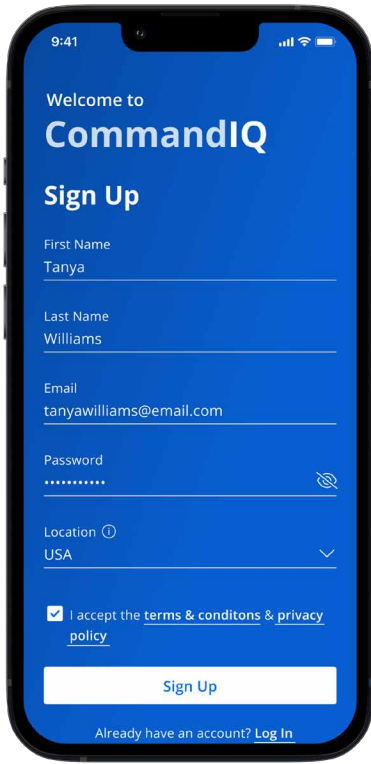 9:41
Welcome to
CommandIQ
Sign Up
First Name
Tanya
Last Name
Williams
Email
tanyawilliams@email.com
Password
•••••••••••
Location ⓘ
USA
I accept the terms & conditons & privacy
policy
Sign Up
Already have an account? Log In